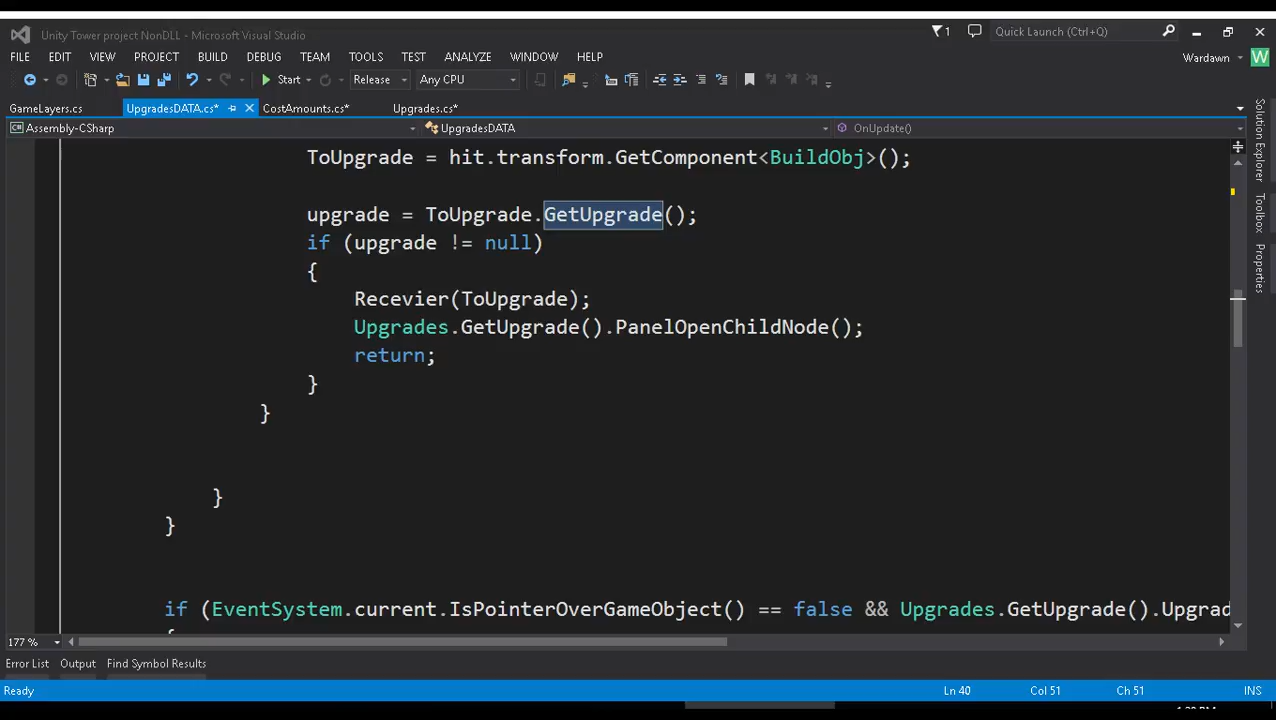 Unity Tower project NonDLL - Microsoft Visual Studio
1
Quick Launch (Ctrl+Q)
FILE EDIT VIEW PROJECT BUILD DEBUG TEAM TOOLS TEST ANALYZE WINDOW HELP
Wardawn W
Start Release Any CPU
GameLayers.cs UpgradesDATA.cs* CostAmounts.cs* Upgrades.cs*
Assembly-CSharp UpgradesDATA OnUpdate()
ToUpgrade = hit.transform.GetComponent<BuildObj>();
upgrade = ToUpgrade.GetUpgrade();
if (upgrade != null)
{
Recevier(ToUpgrade);
Upgrades.GetUpgrade().PanelOpenChildNode();
return;
}
}
}
}
if (EventSystem.current.IsPointerOverGameObject() == false && Upgrades.GetUpgrade().Upgrad
{
177 %
Solution Explorer
Toolbox
Properties
Error List Output Find Symbol Results
Ready Ln 40 Col 51 Ch 51 INS